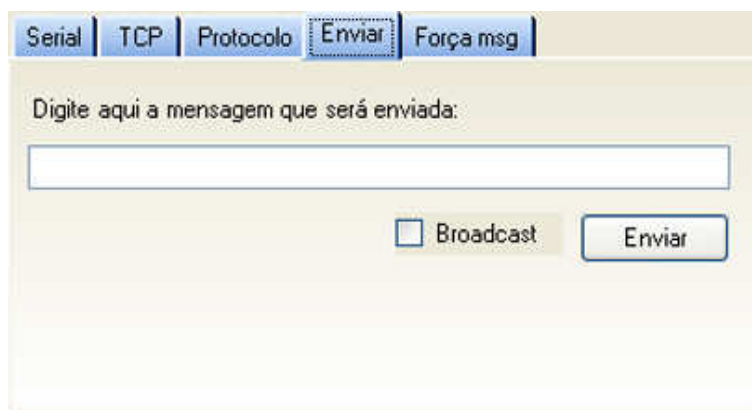 Serial TCP Protocolo Enviar Força msg
Digite aqui a mensagem que será enviada:
Broadcast Enviar